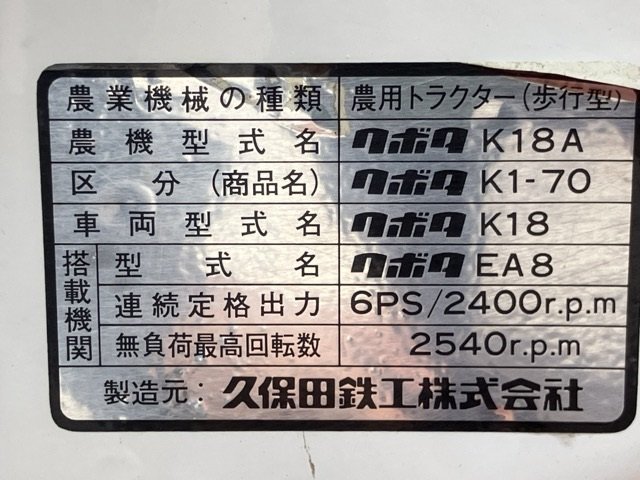 農業機械の種類 農用トラクター(歩行型)
農機型式名 クボタ K18A
区分(商品名) クボタ K1-70
車両型式名 クボタ K18
搭載機関 型式名 クボタ EA8
連続定格出力 6PS/2400r.p.m
無負荷最高回転数 2540r.p.m
製造元: 久保田鉄工株式会社